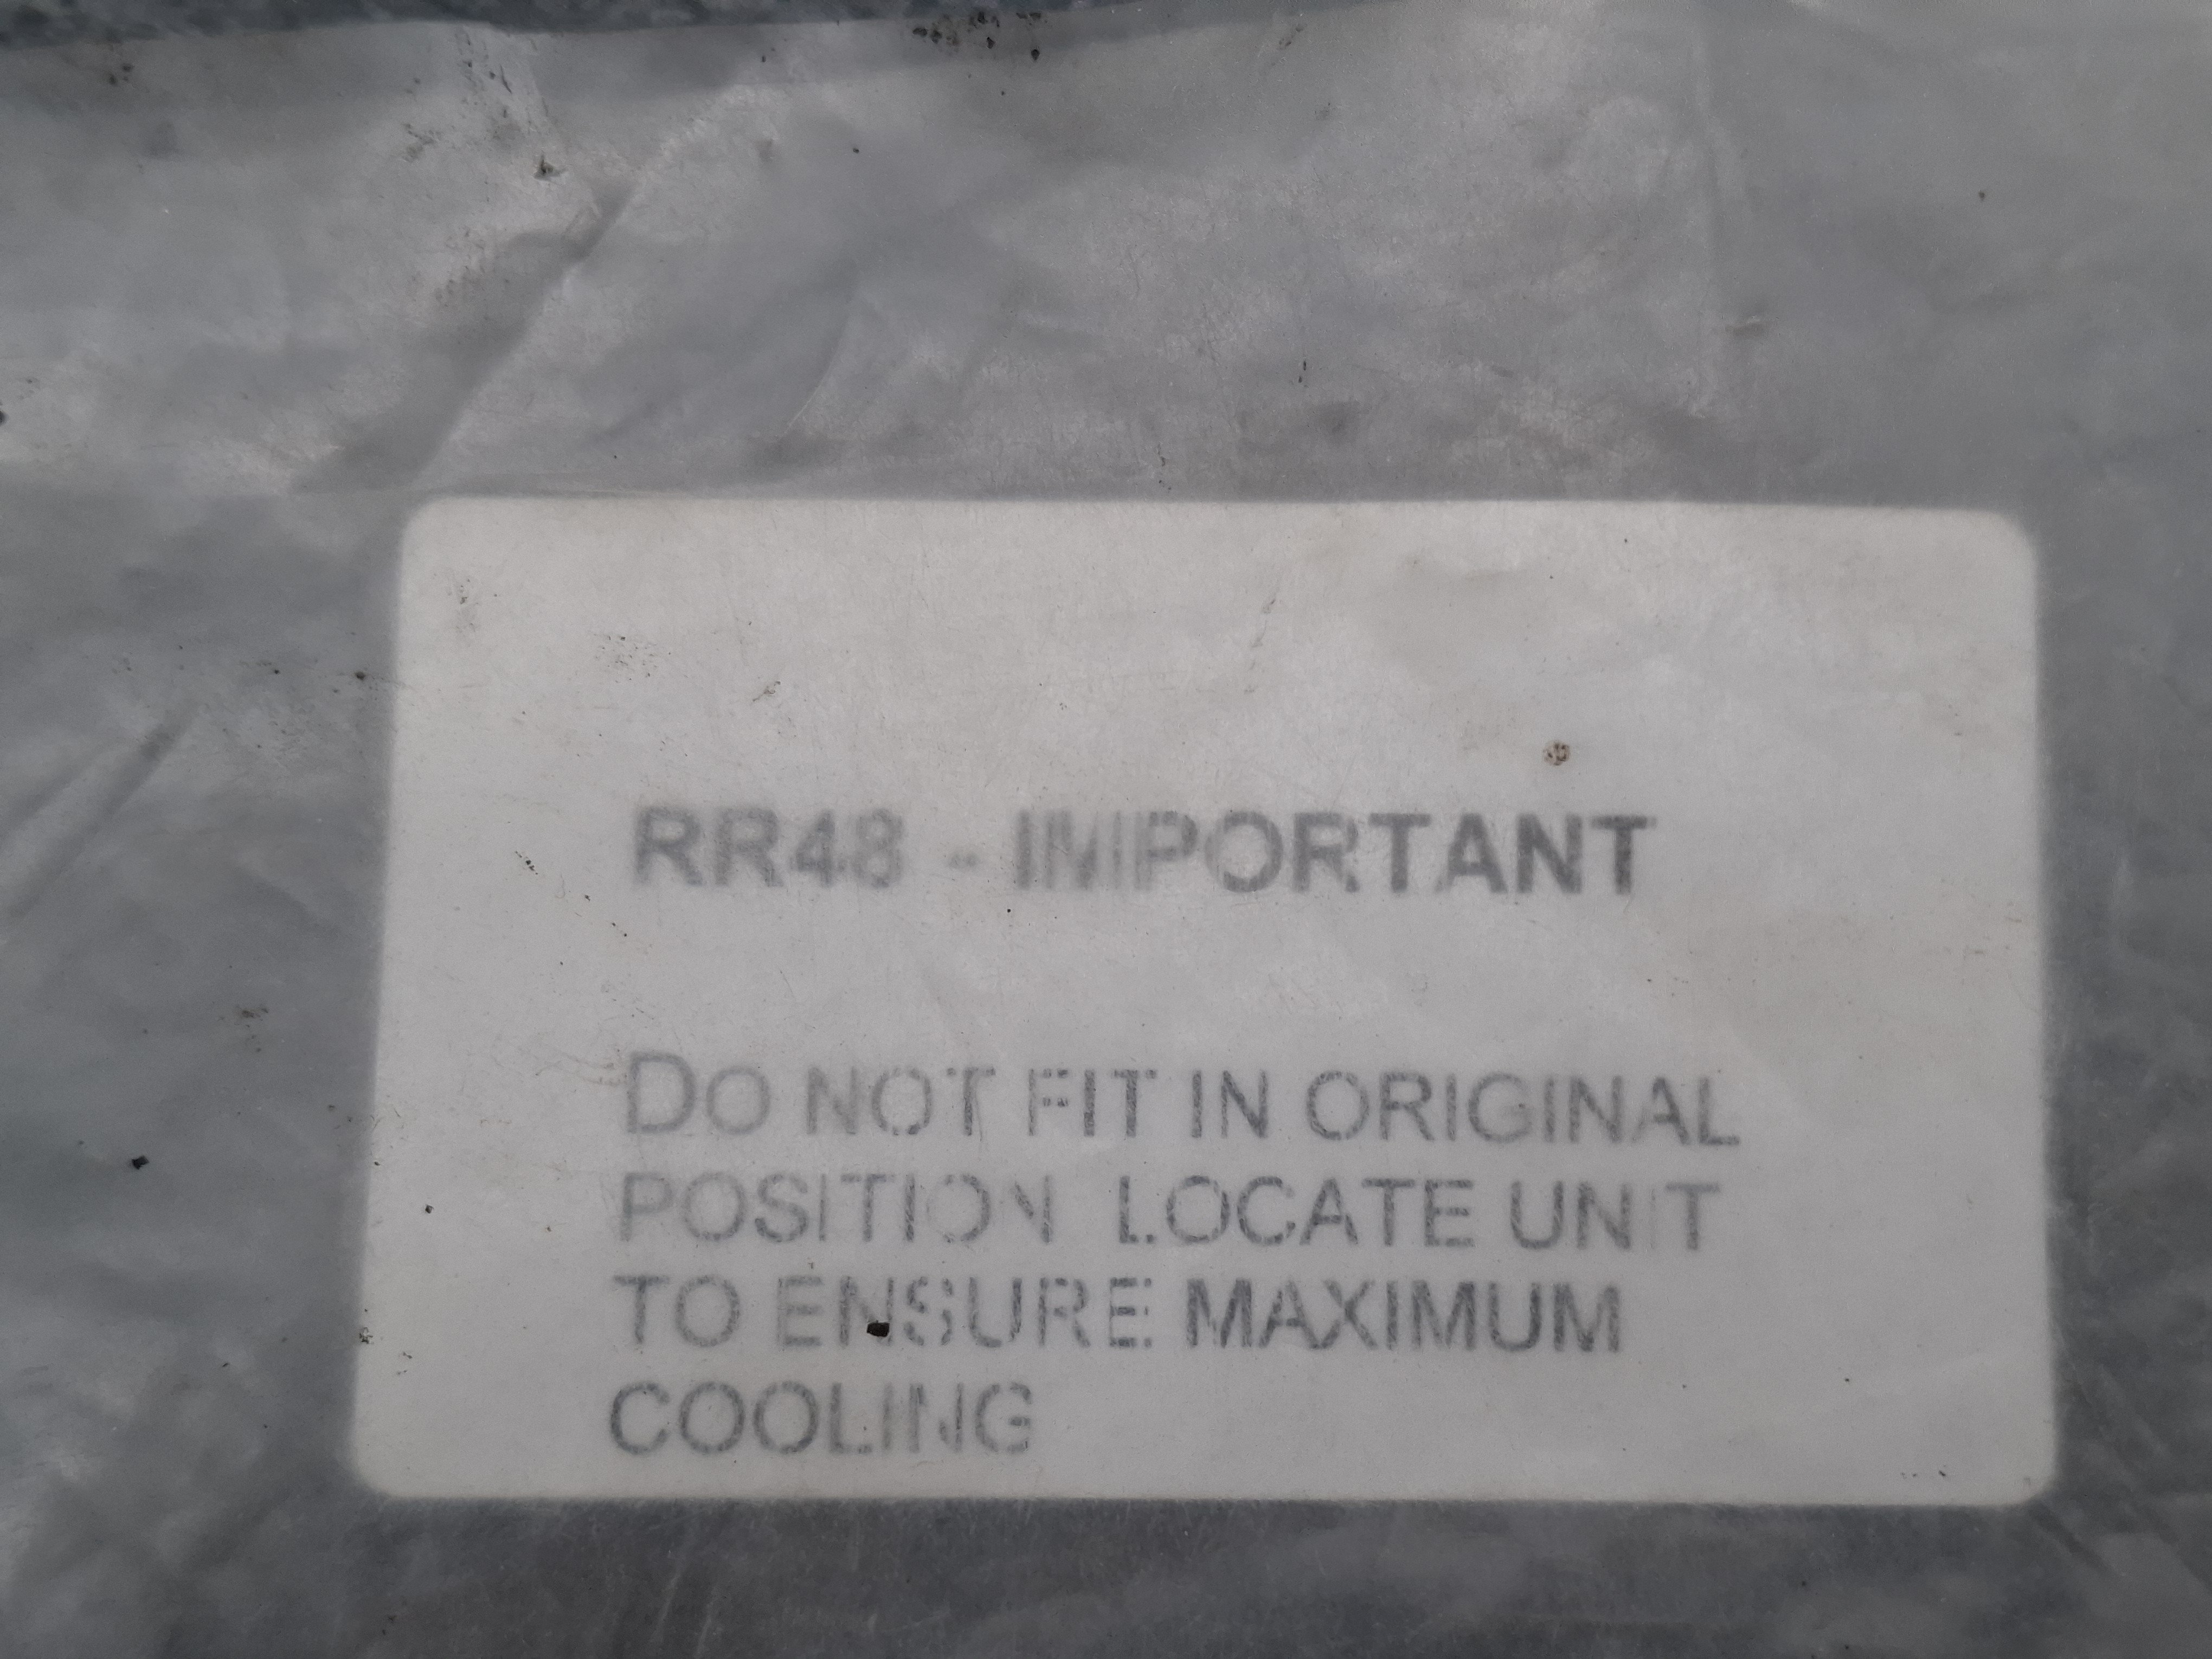 RR48 - IMPORTANT
DO NOT FIT IN ORIGINAL
POSITION LOCATE UNIT
TO ENSURE MAXIMUM
COOLING